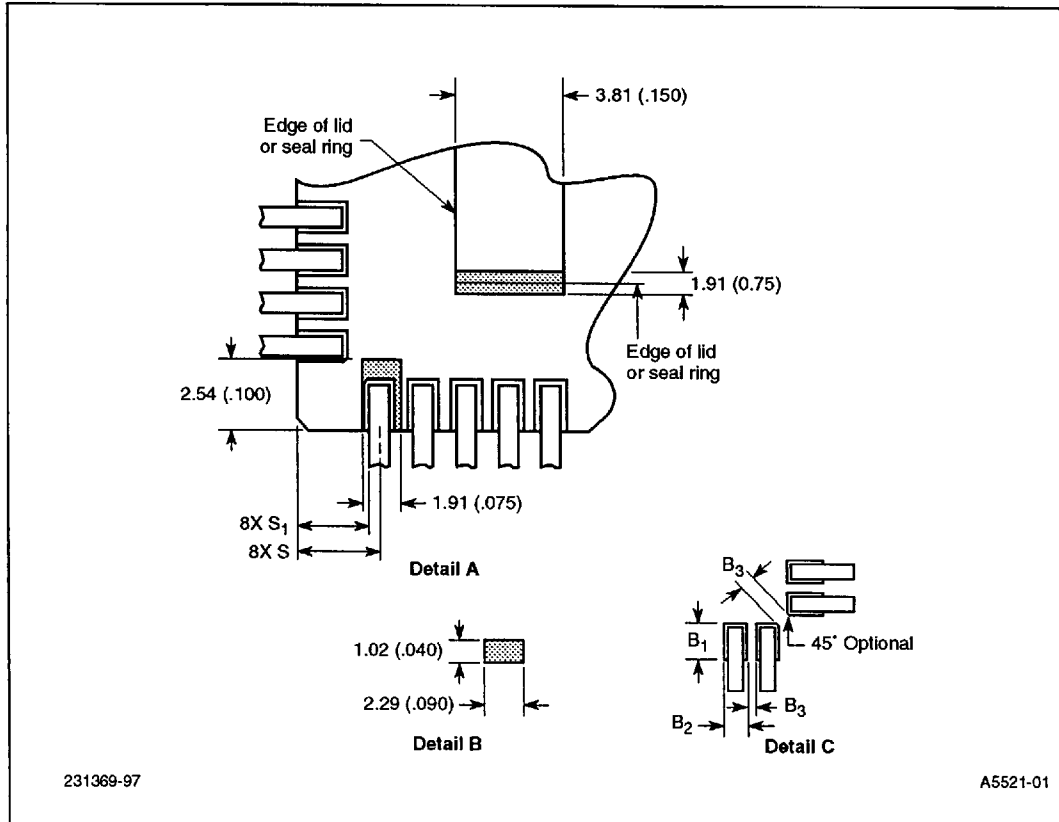 3.81 (.150)
Edge of lid
or seal ring
1.91 (0.75)
Edge of lid
or seal ring
2.54 (.100)
1.91 (.075)
8X S₁
8X S
Detail A
B₃
B₁
45° Optional
1.02 (.040)
2.29 (.090)
B₂
B₃
Detail B
Detail C
231369-97
A5521-01